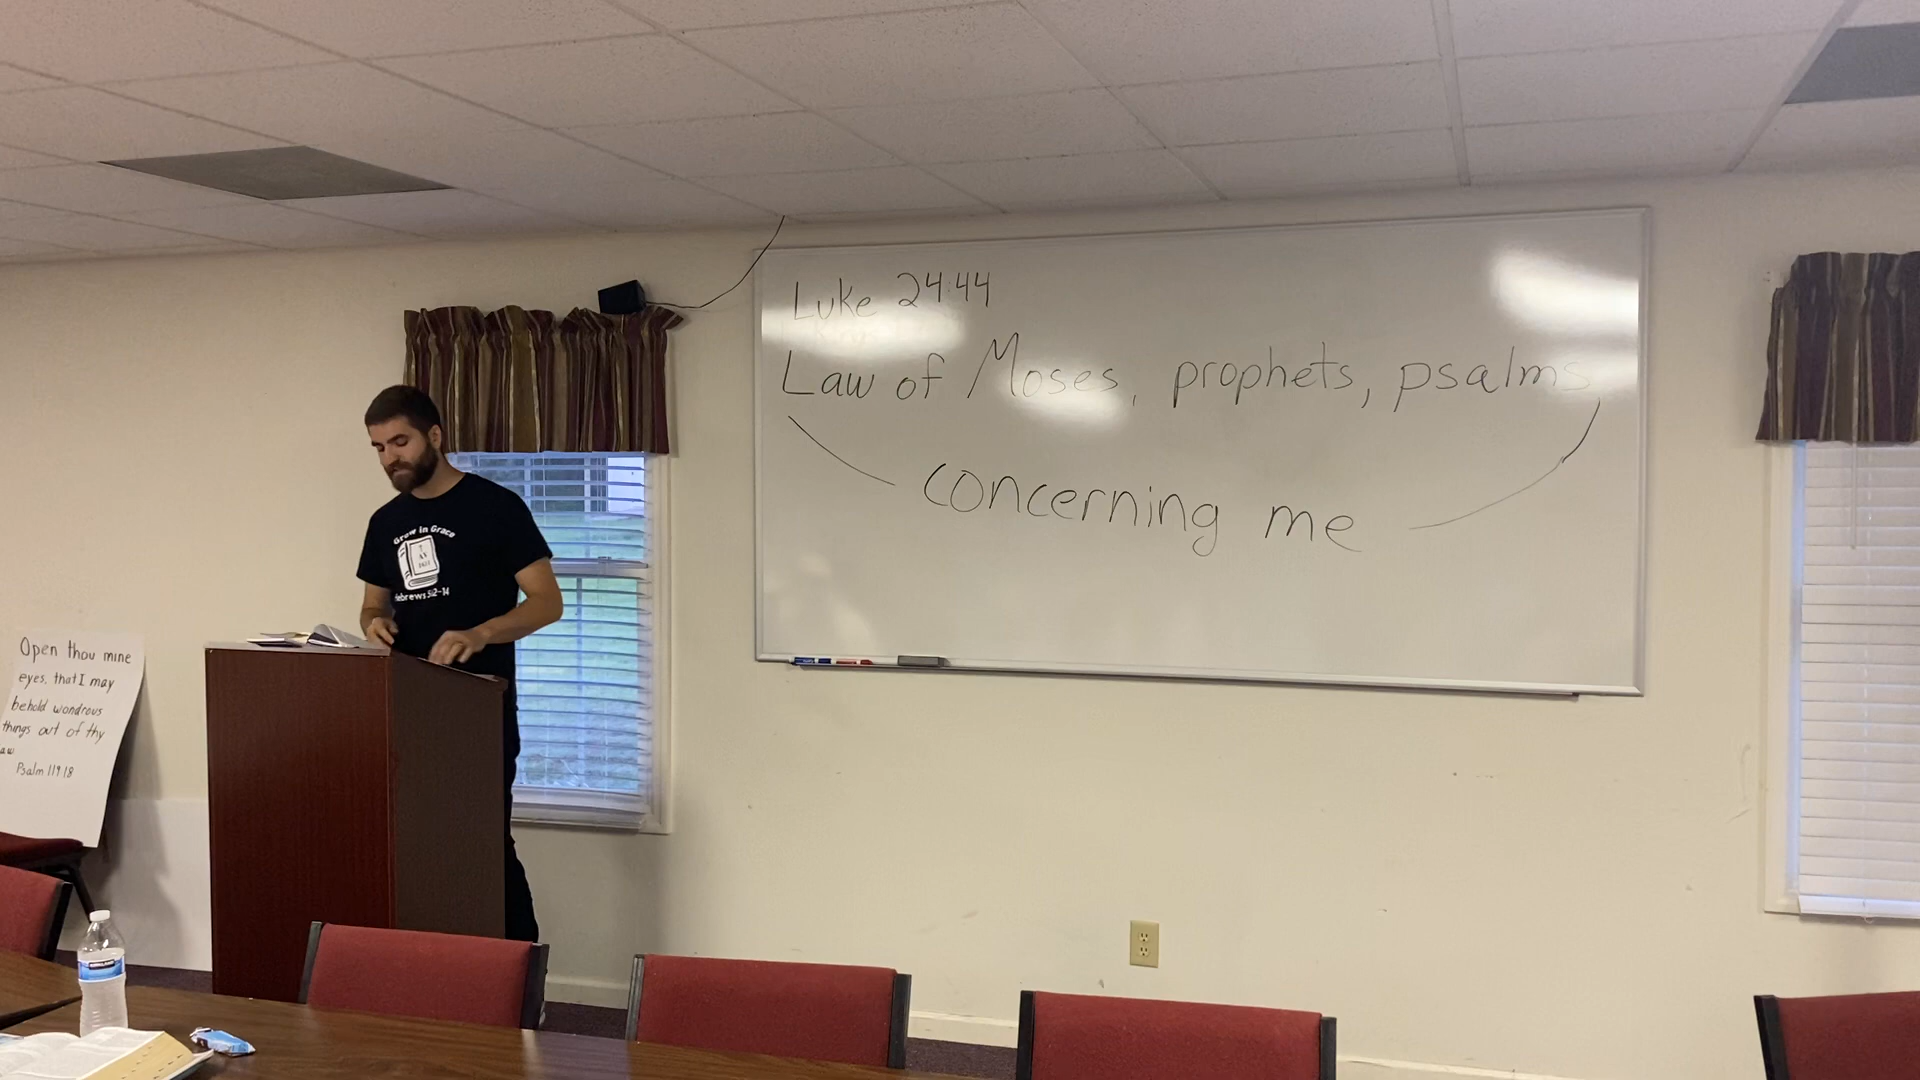 Luke 24:44
Law of Moses, prophets, psalms
concerning me
Grow in Grace
Hebrews 5:12-14
Open thou mine
eyes, that I may
behold wondrous
things out of thy
aw
Psalm 119:18